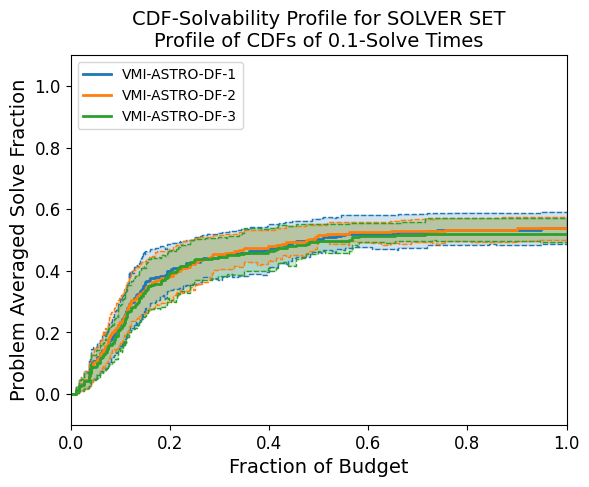 CDF-Solvability Profile for SOLVER SET
Profile of CDFs of 0.1-Solve Times
VMI-ASTRO-DF-1
VMI-ASTRO-DF-2
VMI-ASTRO-DF-3
Problem Averaged Solve Fraction
1.0
0.8
0.6
0.4
0.2
0.0
0.0 0.2 0.4 0.6 0.8 1.0
Fraction of Budget